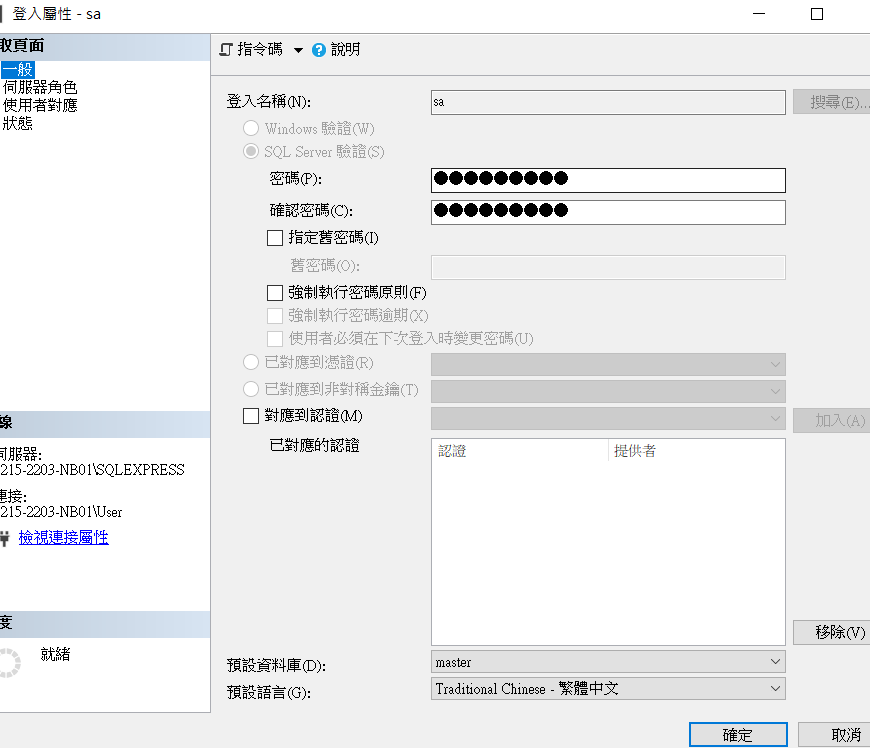 登入屬性 - sa
取頁面
一般
伺服器角色
使用者對應
狀態
指令碼
說明
登入名稱(N):
sa
搜尋(E)...
Windows 驗證(W)
SQL Server 驗證(S)
密碼(P):
確認密碼(C):
指定舊密碼(I)
舊密碼(O):
強制執行密碼原則(F)
強制執行密碼逾期(X)
使用者必須在下次登入時變更密碼(U)
已對應到憑證(R)
已對應到非對稱金鑰(T)
對應到認證(M)
加入(A)
已對應的認證
認證
提供者
移除(V)
預設資料庫(D):
master
預設語言(G):
Traditional Chinese - 繁體中文
線
伺服器:
215-2203-NB01\SQLEXPRESS
連接:
215-2203-NB01\User
檢視連接屬性
度
就緒
確定
取消